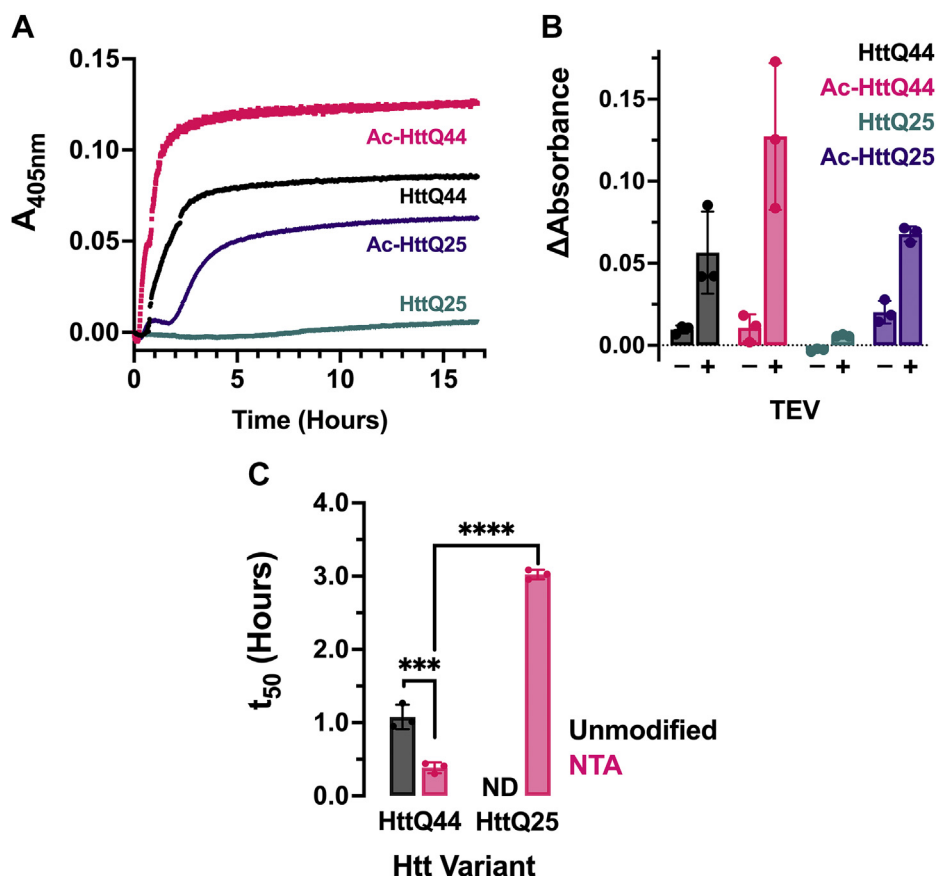 A
0.15
0.10
0.05
0.00
A405nm
Ac-HttQ44
HttQ44
Ac-HttQ25
HttQ25
0
5
10
15
Time (Hours)
B
HttQ44
Ac-HttQ44
HttQ25
Ac-HttQ25
0.15
0.10
0.05
0.00
ΔAbsorbance
− + − + − + − +
TEV
C
4.0
3.0
2.0
1.0
0.0
t50 (Hours)
****
***
ND
Unmodified
NTA
HttQ44 HttQ25
Htt Variant